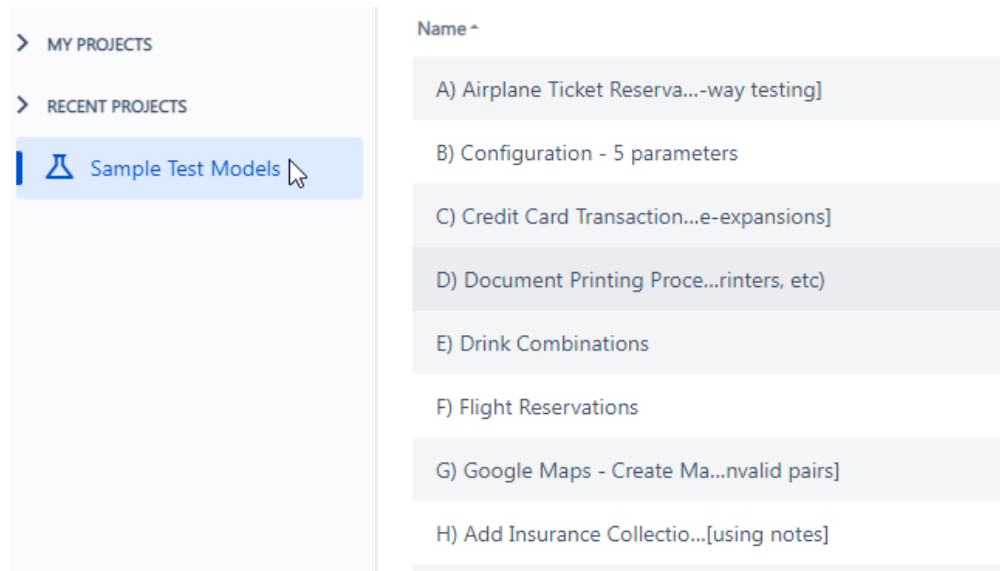 MY PROJECTS
RECENT PROJECTS
Sample Test Models
Name
A) Airplane Ticket Reserva...-way testing]
B) Configuration - 5 parameters
C) Credit Card Transaction...e-expansions]
D) Document Printing Proce...rinters, etc)
E) Drink Combinations
F) Flight Reservations
G) Google Maps - Create Ma...nvalid pairs]
H) Add Insurance Collectio...[using notes]